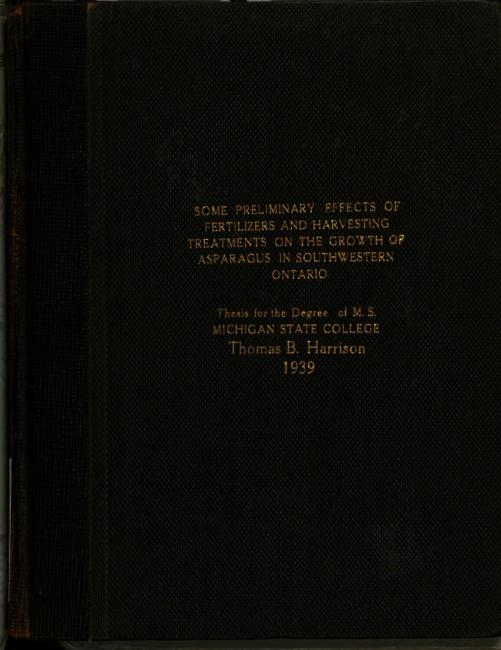 SOME PRELIMINARY EFFECTS OF
FERTILIZERS AND HARVESTING
TREATMENTS ON THE GROWTH OF
ASPARAGUS IN SOUTHWESTERN
ONTARIO
Thesis for the Degree of M. S.
MICHIGAN STATE COLLEGE
Thomas B. Harrison
1939